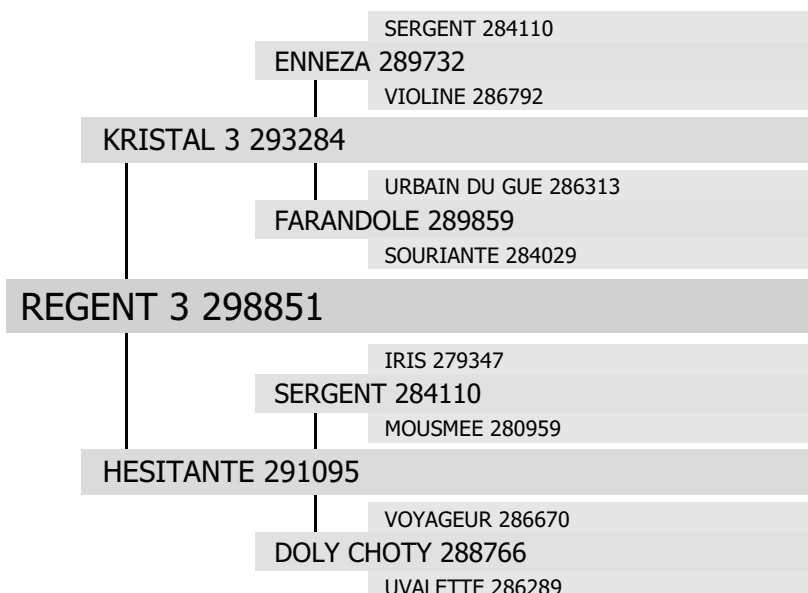 SERGENT 284110
ENNEZA 289732
VIOLINE 286792
KRISTAL 3 293284
URBAIN DU GUE 286313
FARANDOLE 289859
SOURIANTE 284029
REGENT 3 298851
IRIS 279347
SERGENT 284110
MOUSMEE 280959
HESITANTE 291095
VOYAGEUR 286670
DOLY CHOTY 288766
UVALETTE 286289